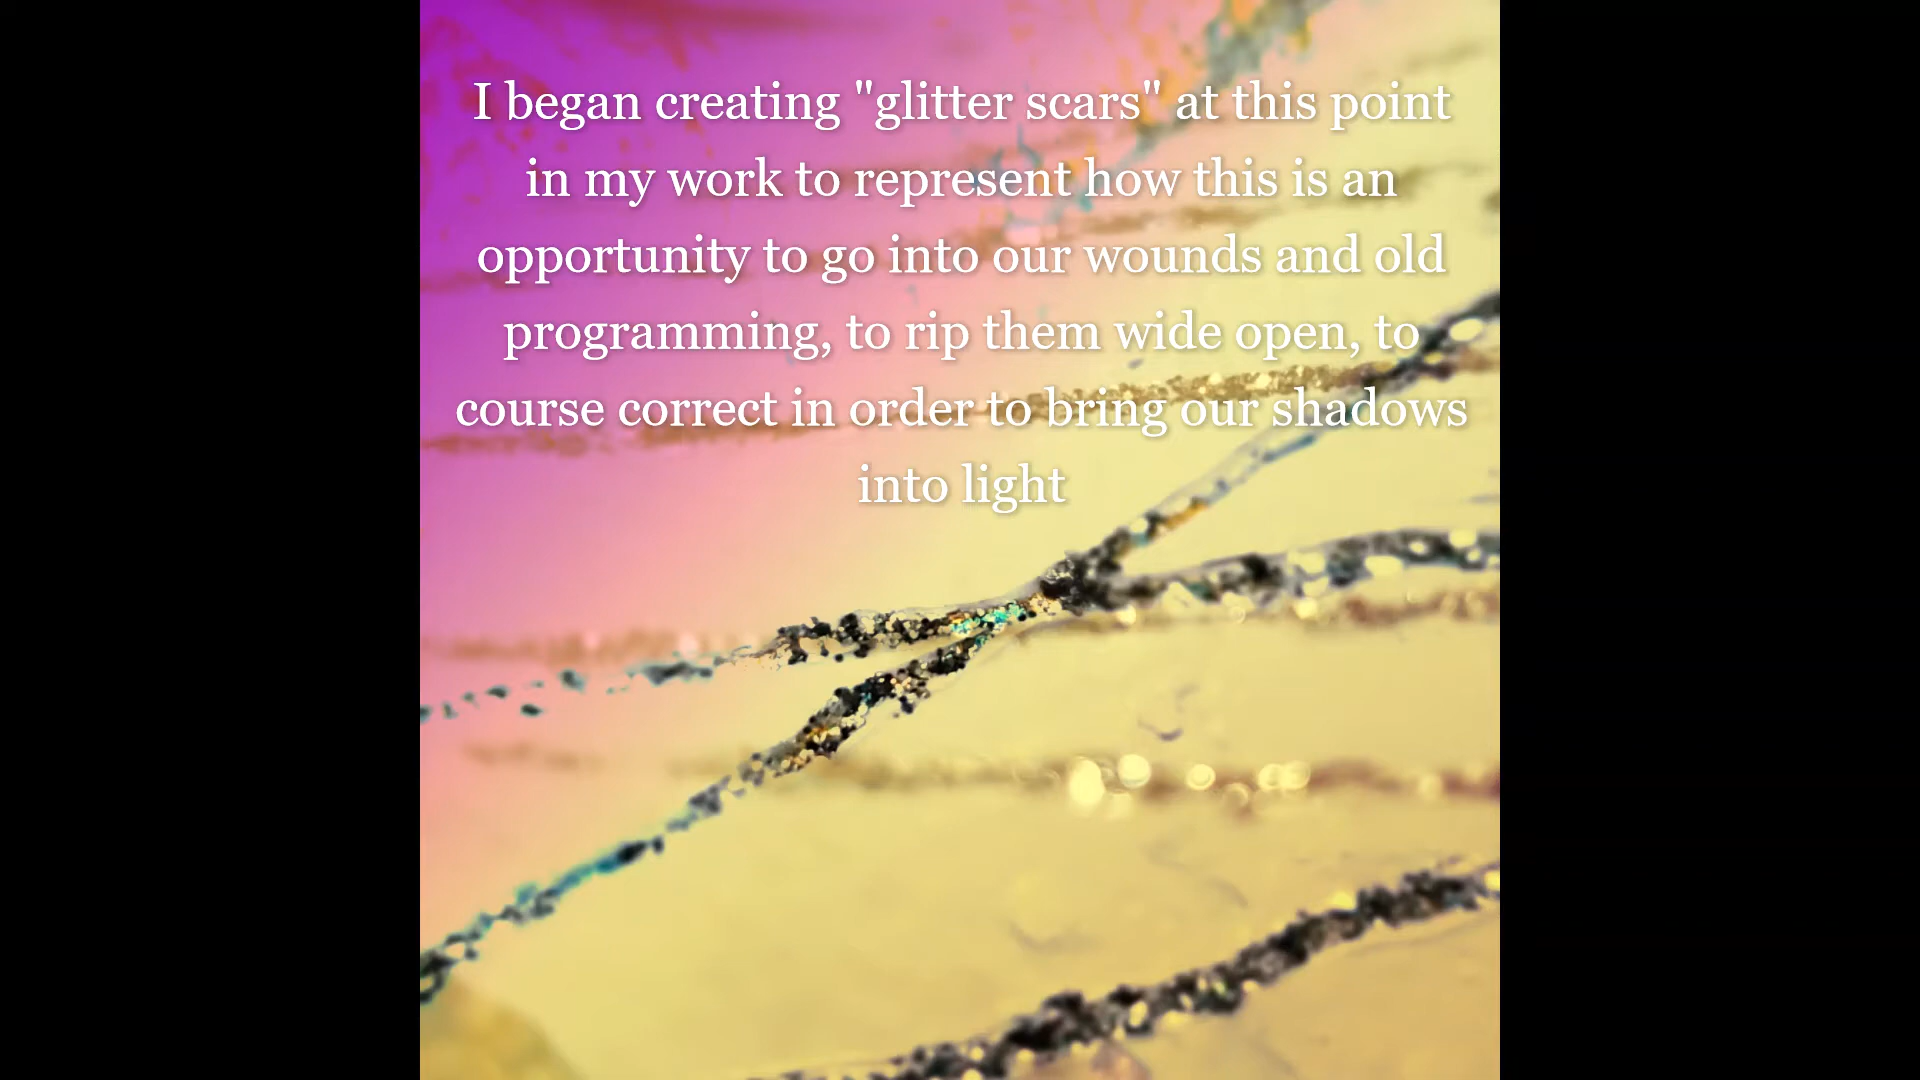 I began creating "glitter scars" at this point
in my work to represent how this is an
opportunity to go into our wounds and old
programming, to rip them wide open, to
course correct in order to bring our shadows
into light